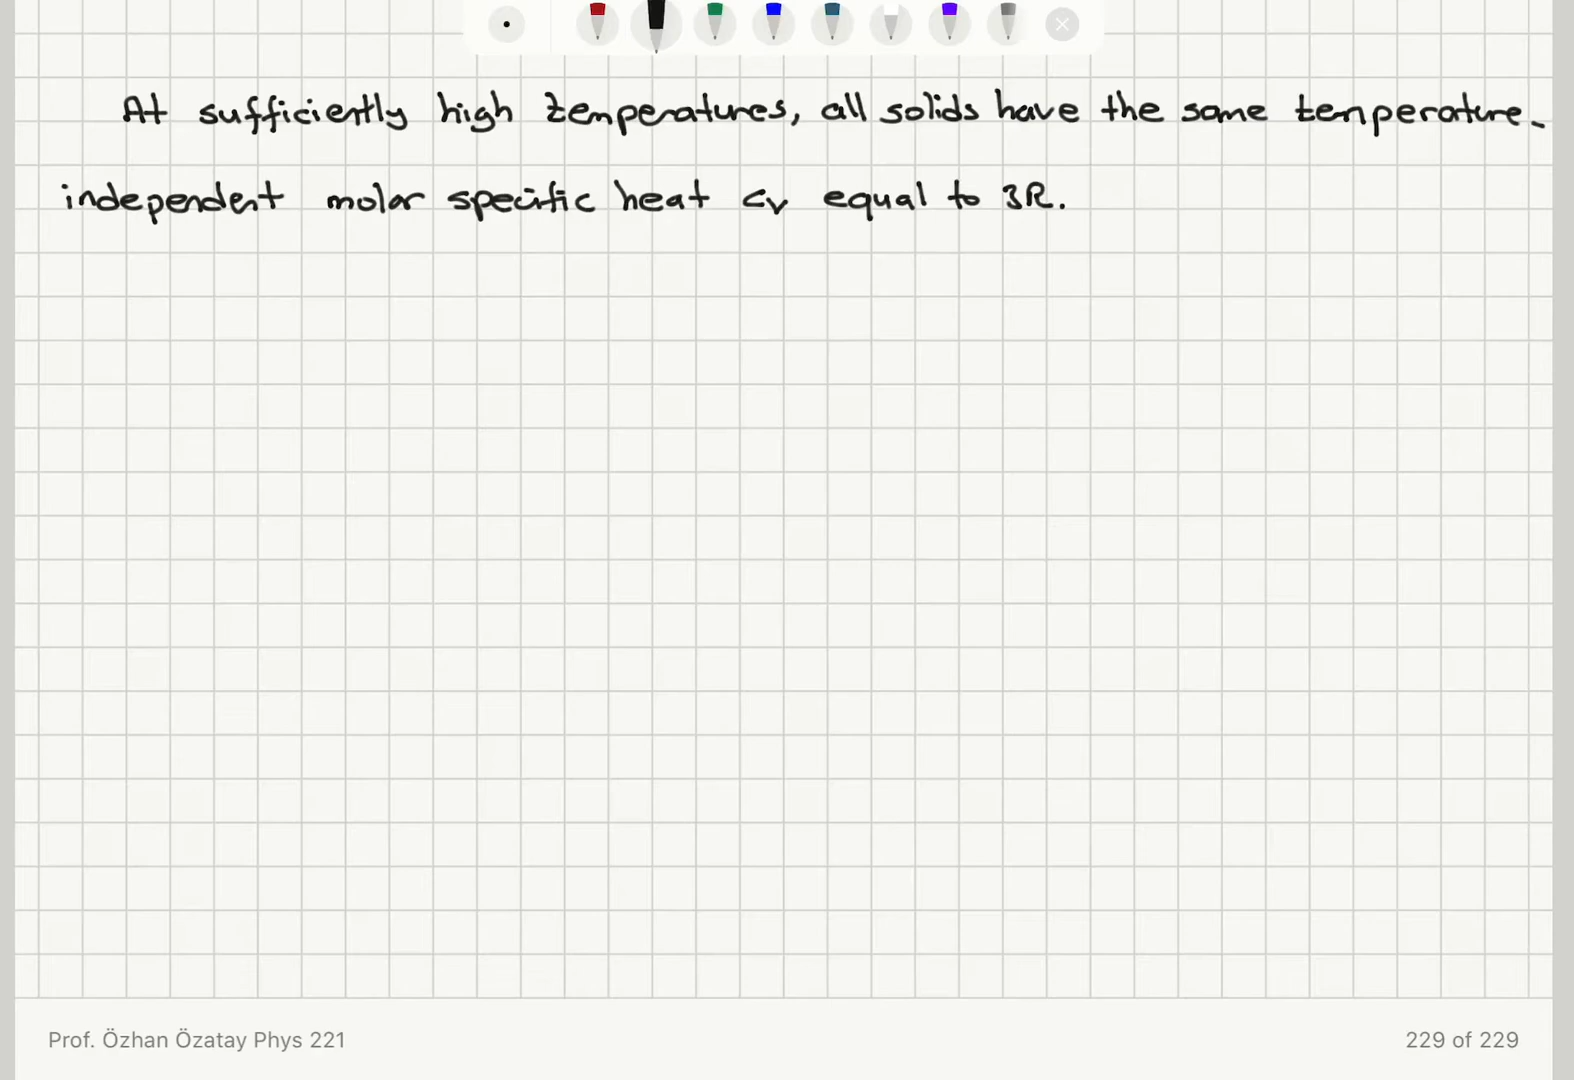 At sufficiently high temperatures, all solids have the same temperature-
independent molar specific heat cv equal to 3R.
Prof. Özhan Özatay Phys 221
229 of 229